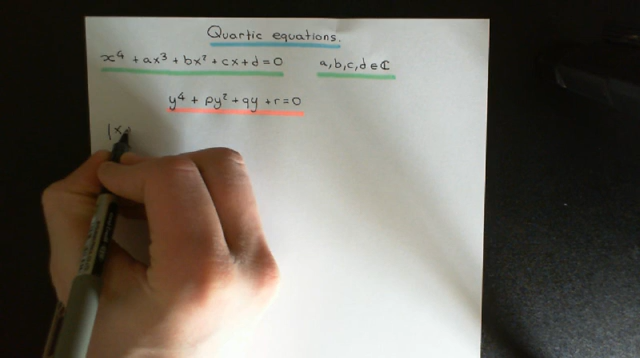 Quartic equations.
x⁴ + ax³ + bx² + cx + d = 0 a,b,c,d ∈ ℂ
y⁴ + py² + qy + r = 0
(x